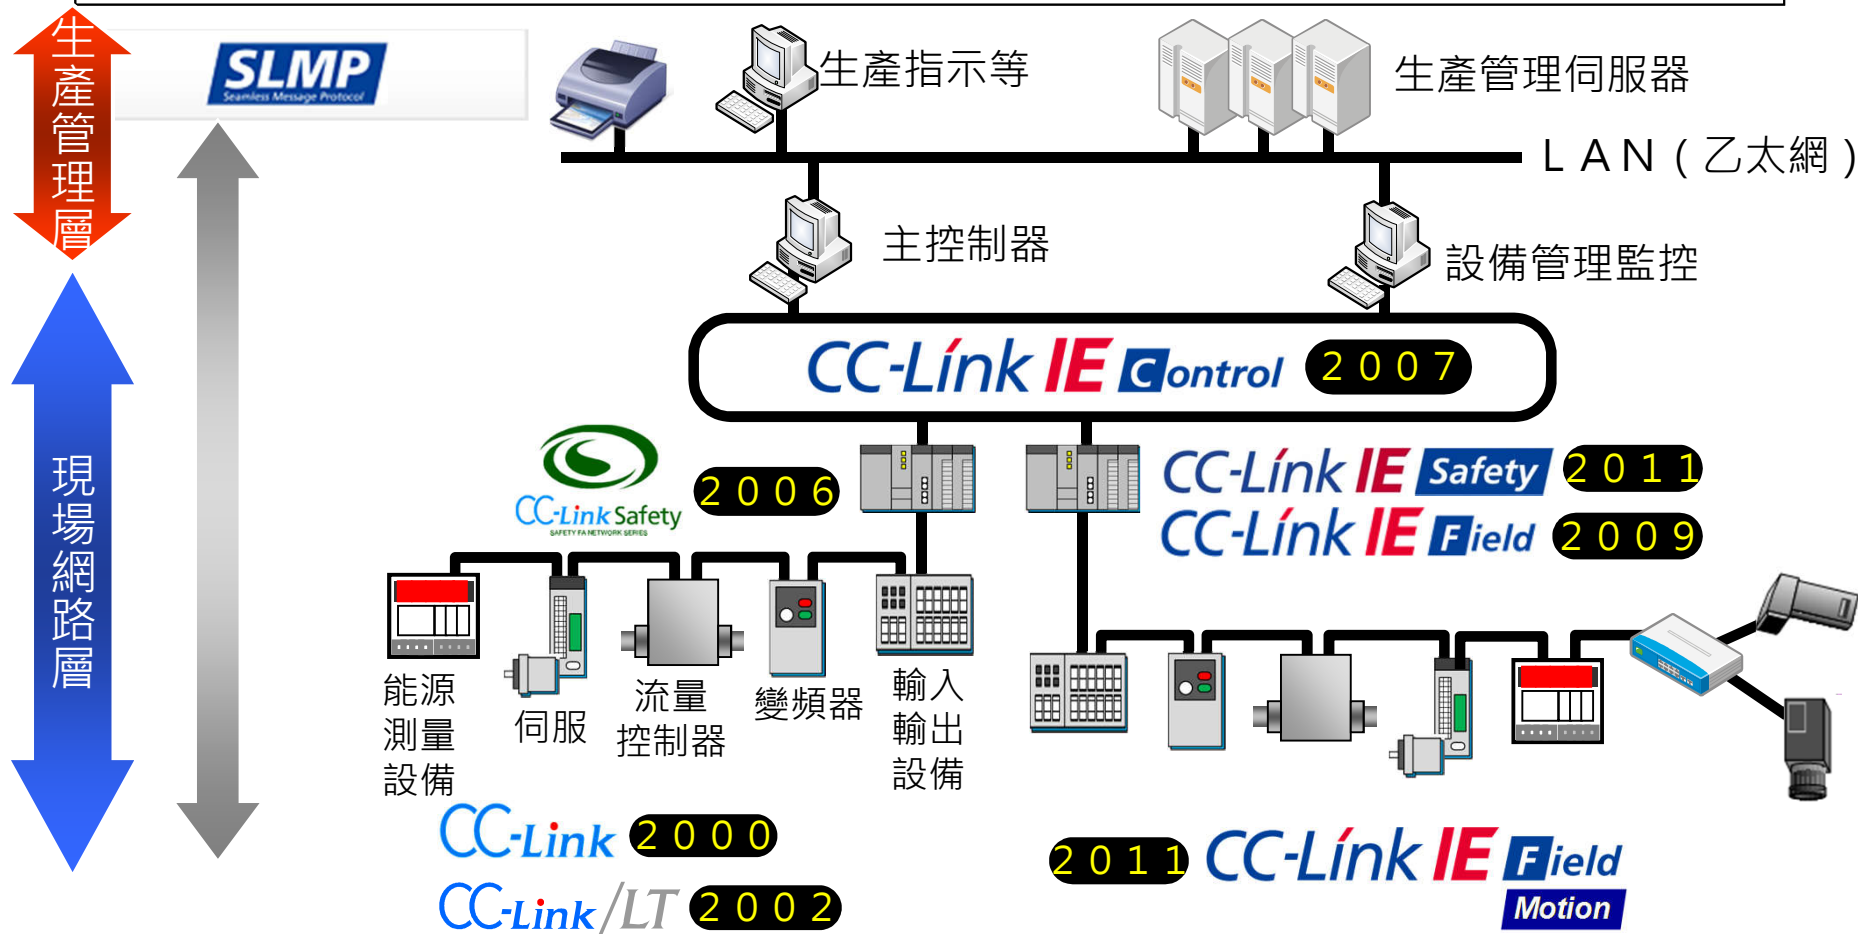 生產管理層
SLMP
Seamless Message Protocol
生產指示等
生產管理伺服器
ＬＡＮ(乙太網)
主控制器
設備管理監控
CC-Link IE Control 2007
現場網路層
CC-Link Safety
SAFETY FA NETWORK SERIES
2006
CC-Link IE Safety 2011
CC-Link IE Field 2009
能源
測量
設備
伺服
流量
控制器
變頻器
輸入
輸出
設備
CC-Link 2000
CC-Link/LT 2002
2011 CC-Link IE Field
Motion